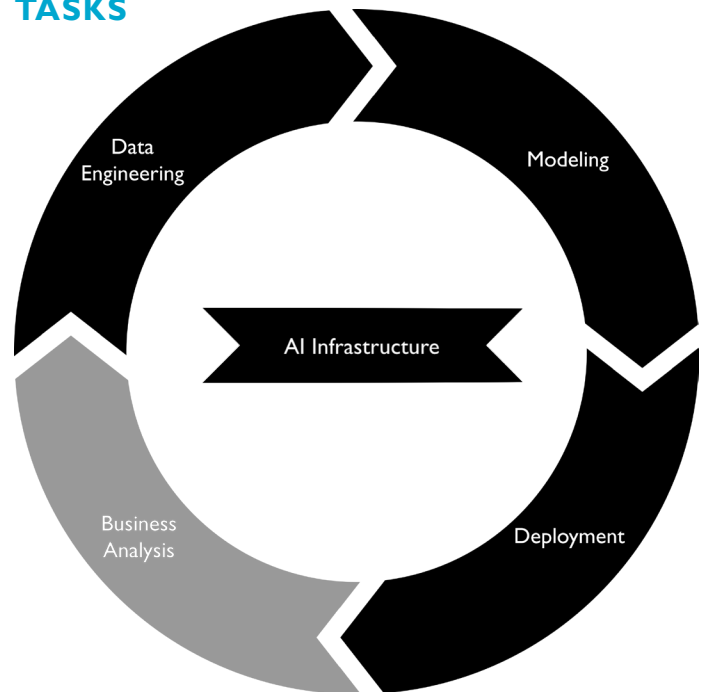 TASKS
Data
Engineering
Modeling
AI Infrastructure
Business
Analysis
Deployment